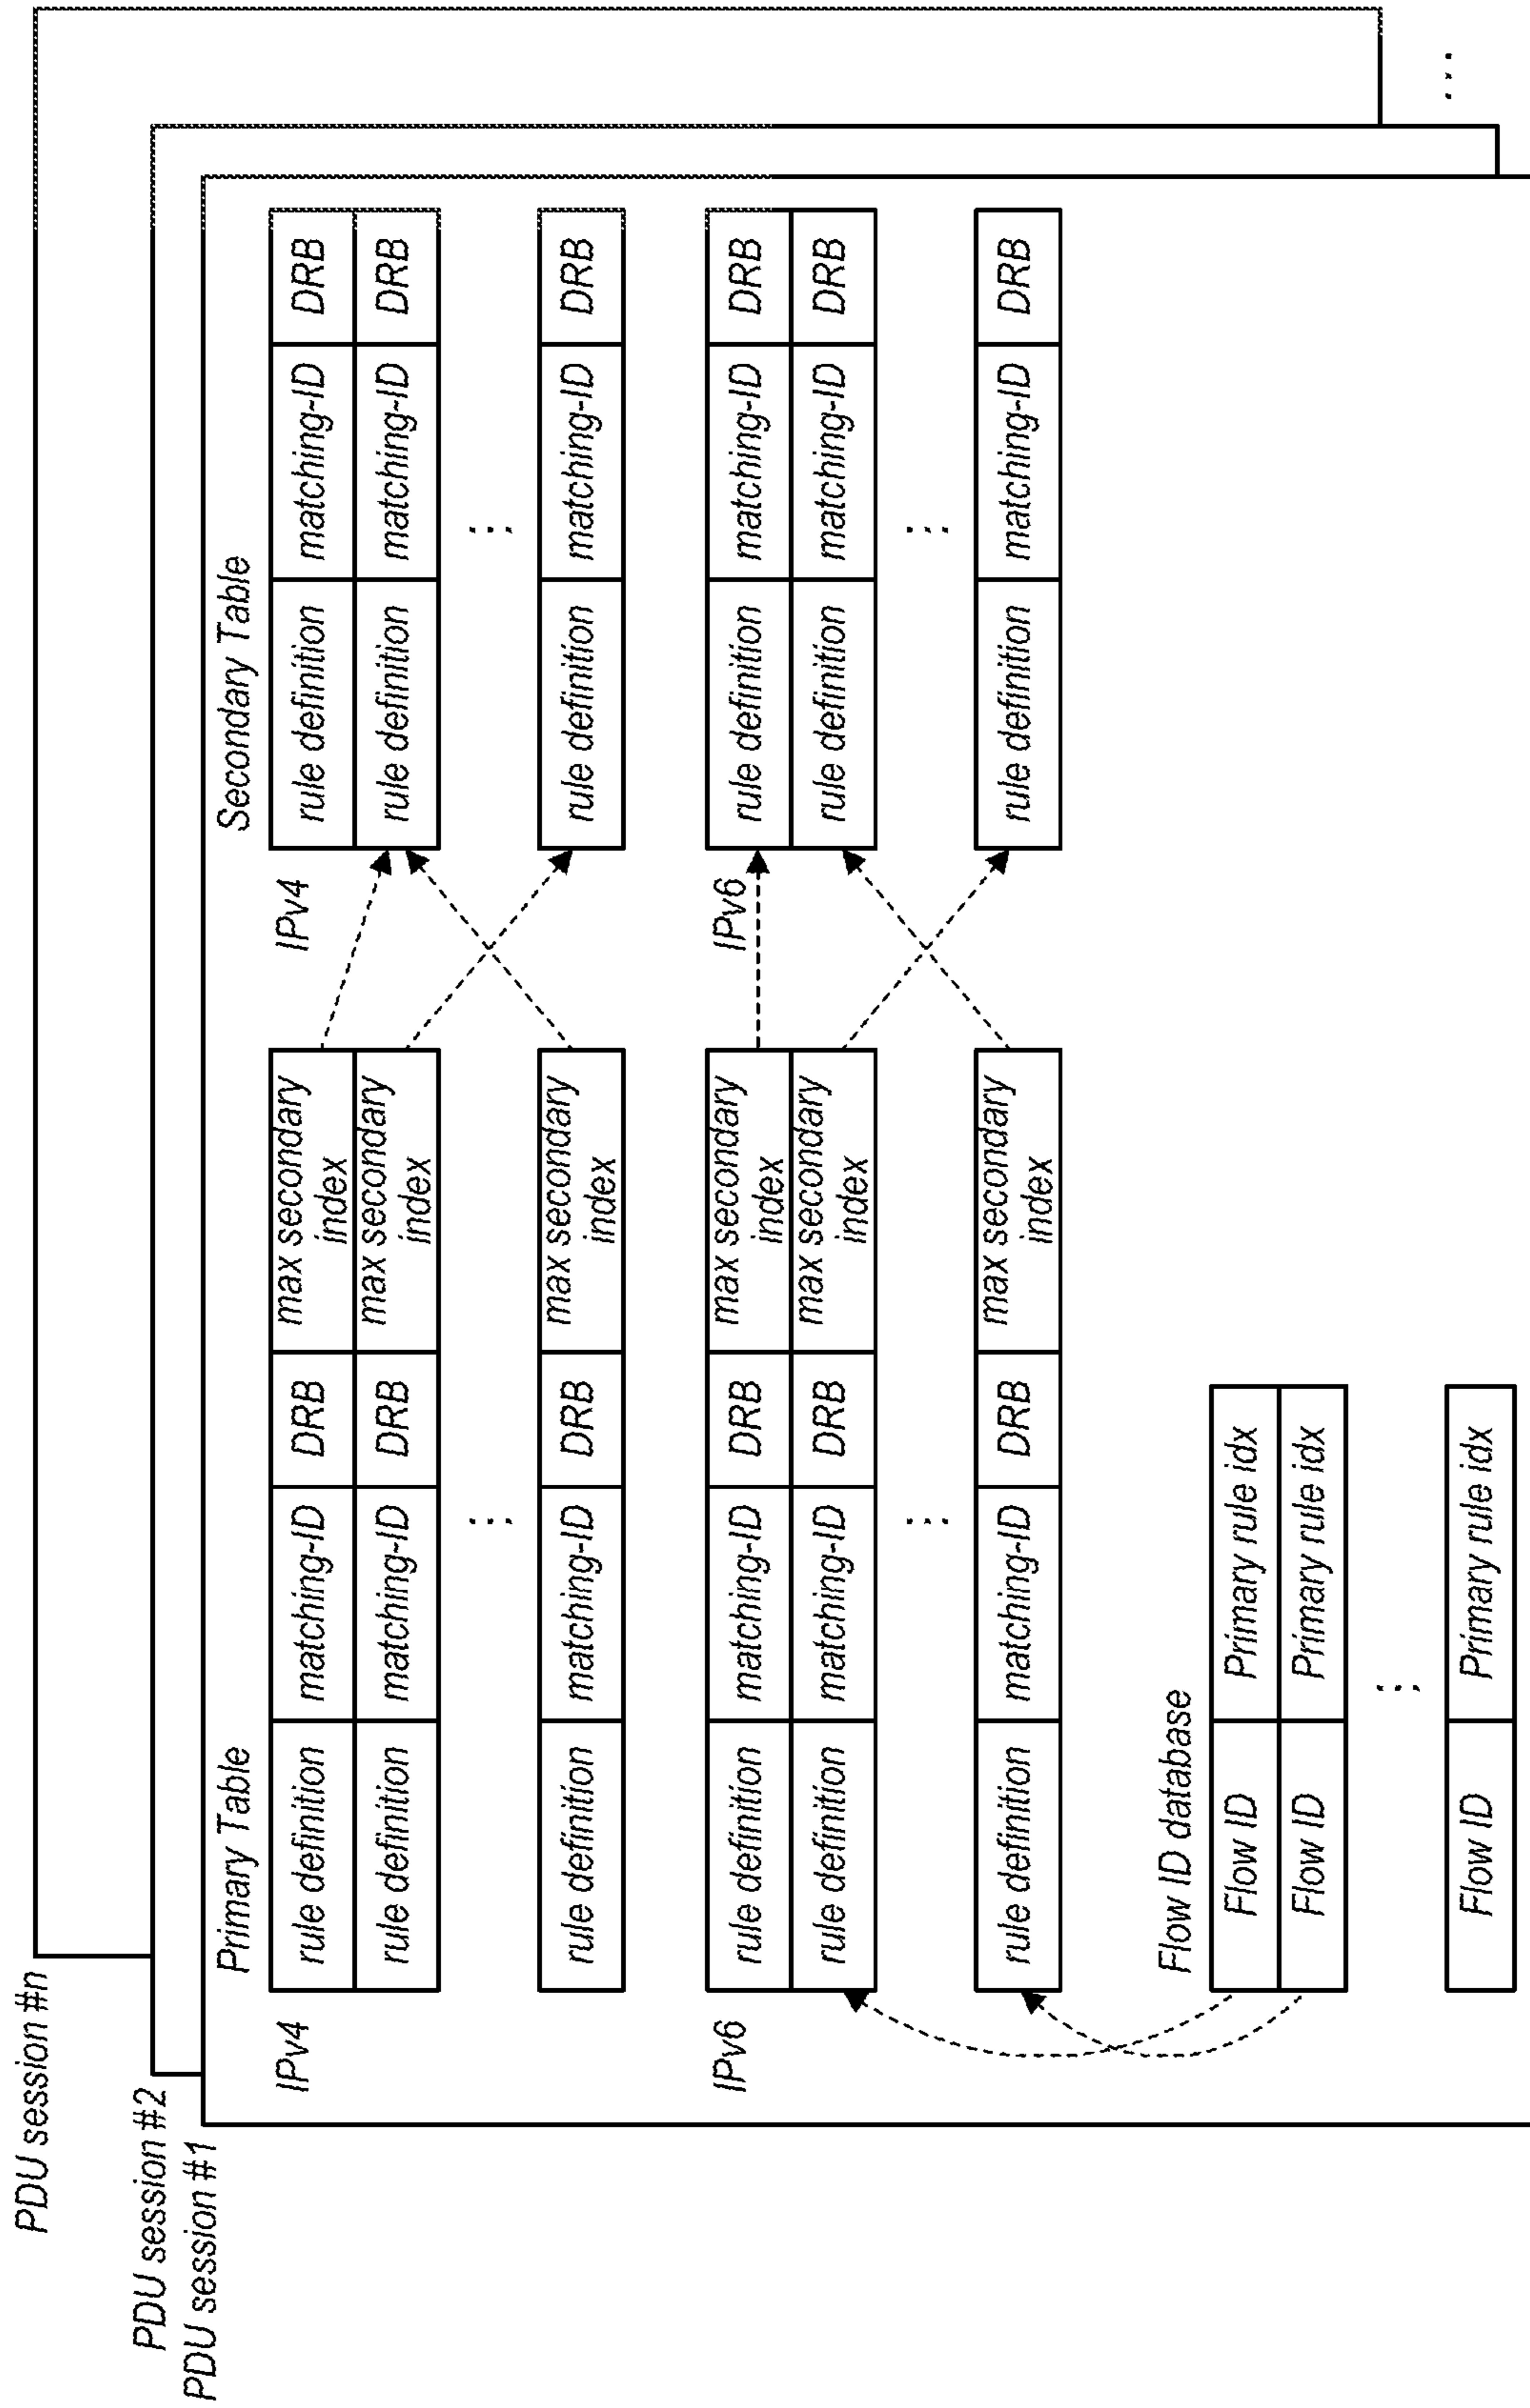 PDU session #n
PDU session #2
PDU session #1
Primary Table
Secondary Table
IPv4
rule definition matching-ID DRB max secondary index
rule definition matching-ID DRB max secondary index
⋮
rule definition matching-ID DRB max secondary index
IPv4
rule definition matching-ID DRB
rule definition matching-ID DRB
⋮
rule definition matching-ID DRB
IPv6
rule definition matching-ID DRB max secondary index
rule definition matching-ID DRB max secondary index
⋮
rule definition matching-ID DRB max secondary index
IPv6
rule definition matching-ID DRB
rule definition matching-ID DRB
⋮
rule definition matching-ID DRB
Flow ID database
Flow ID Primary rule idx
Flow ID Primary rule idx
⋮
Flow ID Primary rule idx